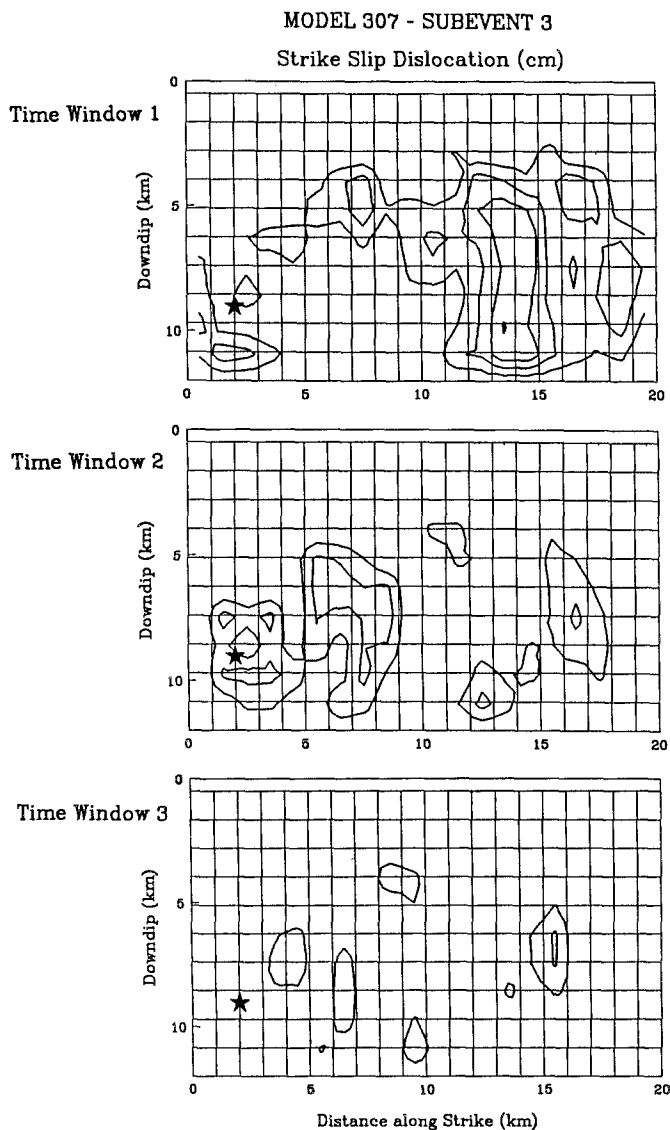 MODEL 307 - SUBEVENT 3
Strike Slip Dislocation (cm)
Time Window 1
Downdip (km)
0
5
10
0
5
10
15
20
Time Window 2
Downdip (km)
0
5
10
0
5
10
15
20
Time Window 3
Downdip (km)
0
5
10
0
5
10
15
20
Distance along Strike (km)